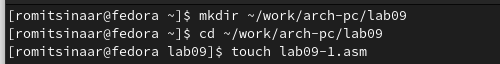 [romitsinaar@fedora ~]$ mkdir ~/work/arch-pc/lab09
[romitsinaar@fedora ~]$ cd ~/work/arch-pc/lab09
[romitsinaar@fedora lab09]$ touch lab09-1.asm